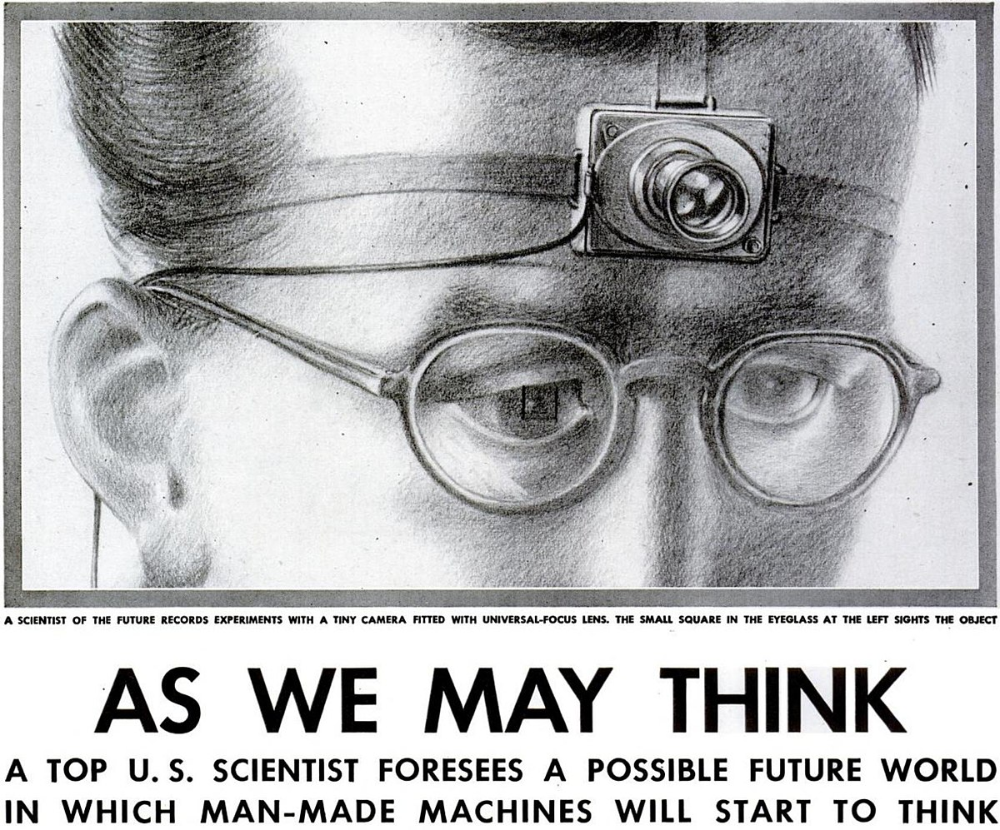 A SCIENTIST OF THE FUTURE RECORDS EXPERIMENTS WITH A TINY CAMERA FITTED WITH UNIVERSAL-FOCUS LENS. THE SMALL SQUARE IN THE EYEGLASS AT THE LEFT SIGHTS THE OBJECT
AS WE MAY THINK
A TOP U. S. SCIENTIST FORESEES A POSSIBLE FUTURE WORLD
IN WHICH MAN-MADE MACHINES WILL START TO THINK